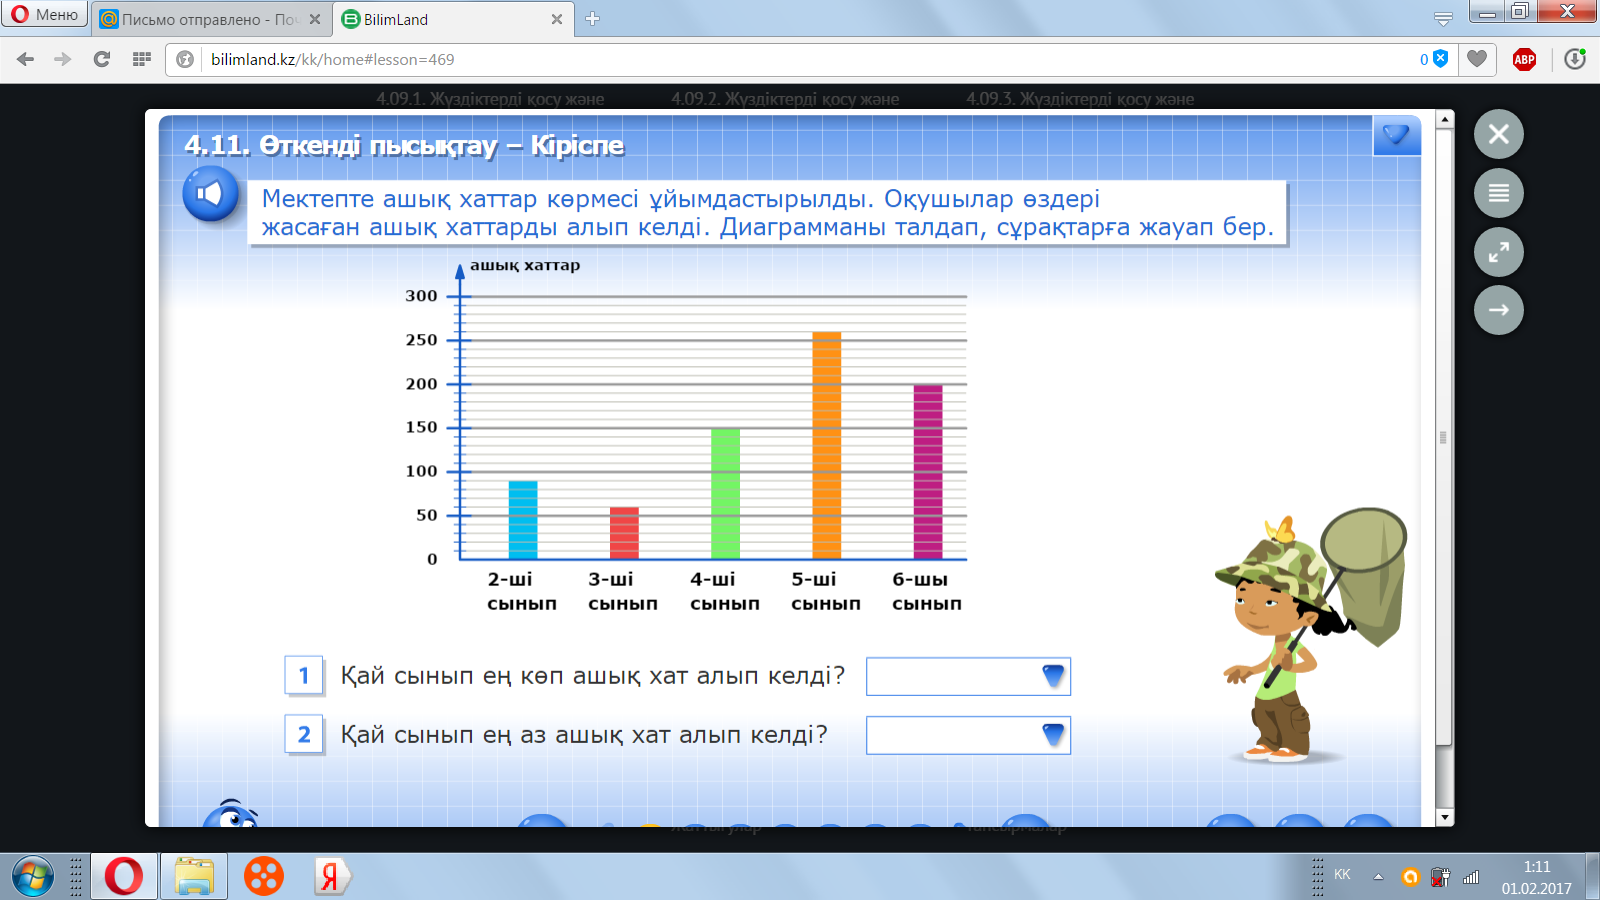 Меню
Письмо отправлено - По
BilimLand
bilimland.kz/kk/home#lesson=469
0
ABP
4.09.1. Жүздіктерді қосу және
4.09.2. Жүздіктерді қосу және
4.09.3. Жүздіктерді қосу және
4.11. Өткенді пысықтау – Кіріспе
Мектепте ашық хаттар көрмесі ұйымдастырылды. Оқушылар өздері
жасаған ашық хаттарды алып келді. Диаграмманы талдап, сұрақтарға жауап бер.
ашық хаттар
300
250
200
150
100
50
0
2-ші сынып
3-ші сынып
4-ші сынып
5-ші сынып
6-шы сынып
1 Қай сынып ең көп ашық хат алып келді?
2 Қай сынып ең аз ашық хат алып келді?
Жаттығулар
Тапсырмалар
Я
KK
1:11
01.02.2017